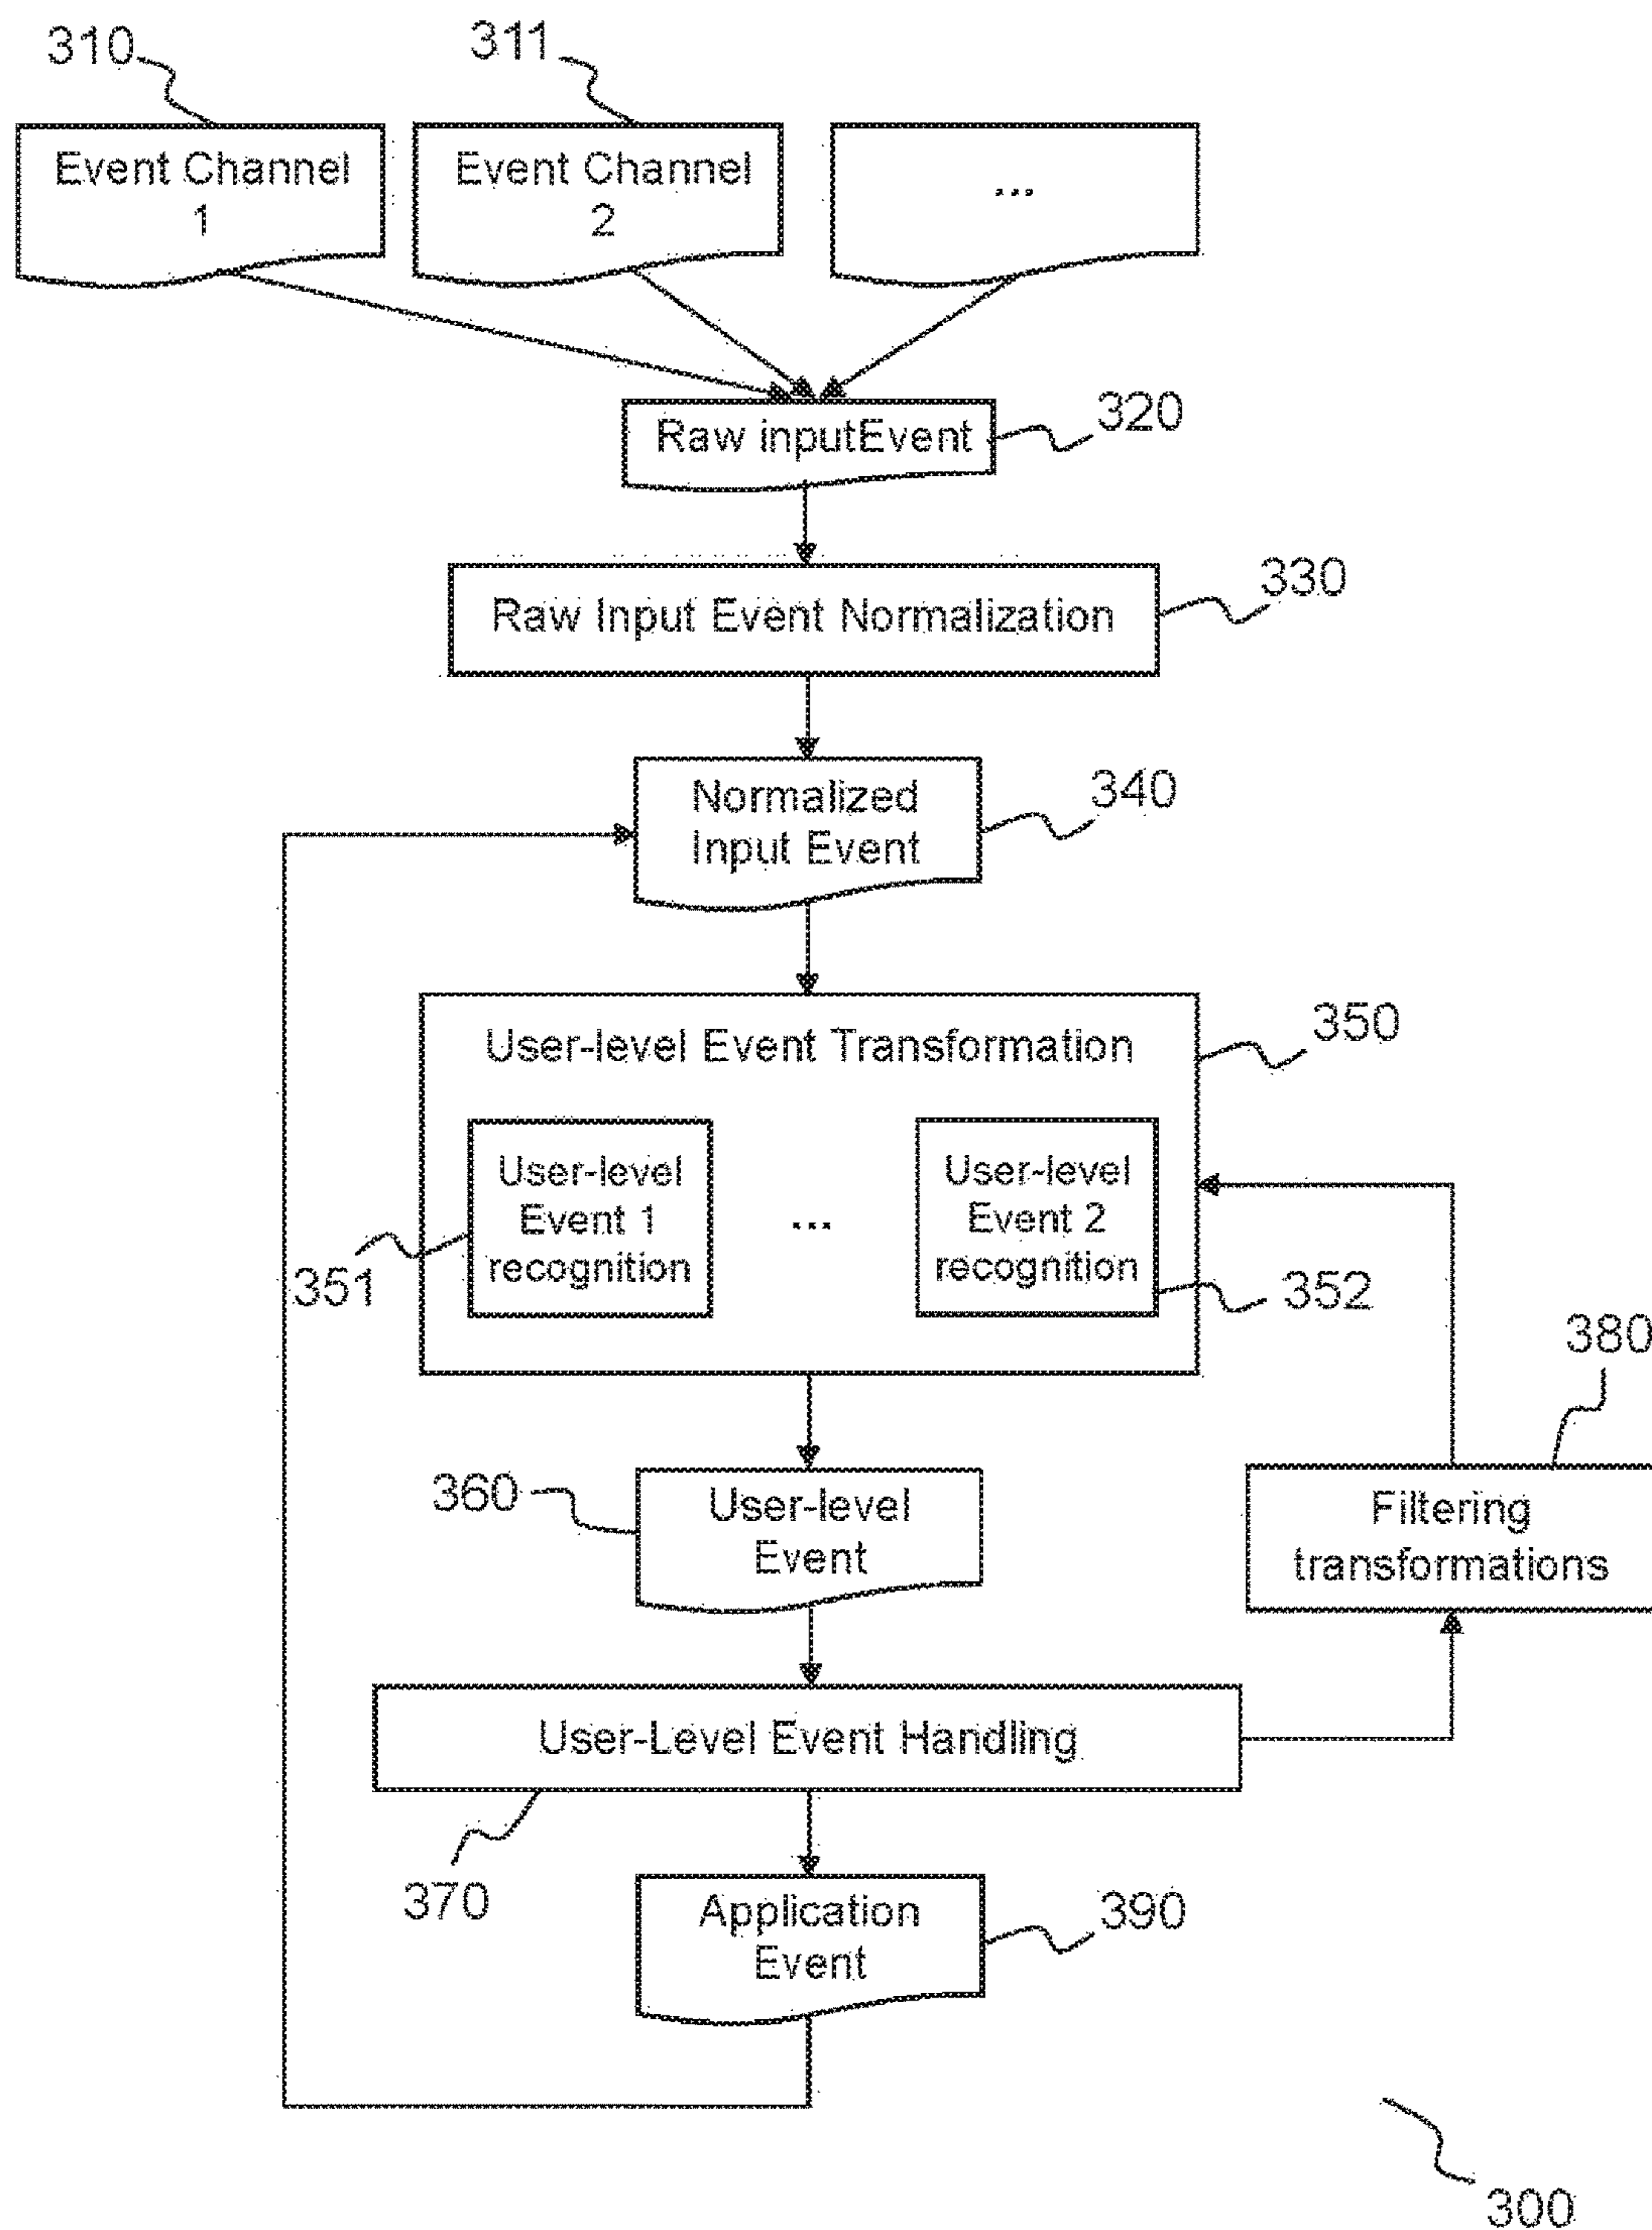 310
311
Event Channel
1
Event Channel
2
...
Raw inputEvent
320
Raw Input Event Normalization
330
Normalized
Input Event
340
User-level Event Transformation
350
User-level
Event 1
recognition
351
...
User-level
Event 2
recognition
352
380
360
User-level
Event
Filtering
transformations
User-Level Event Handling
370
Application
Event
390
300